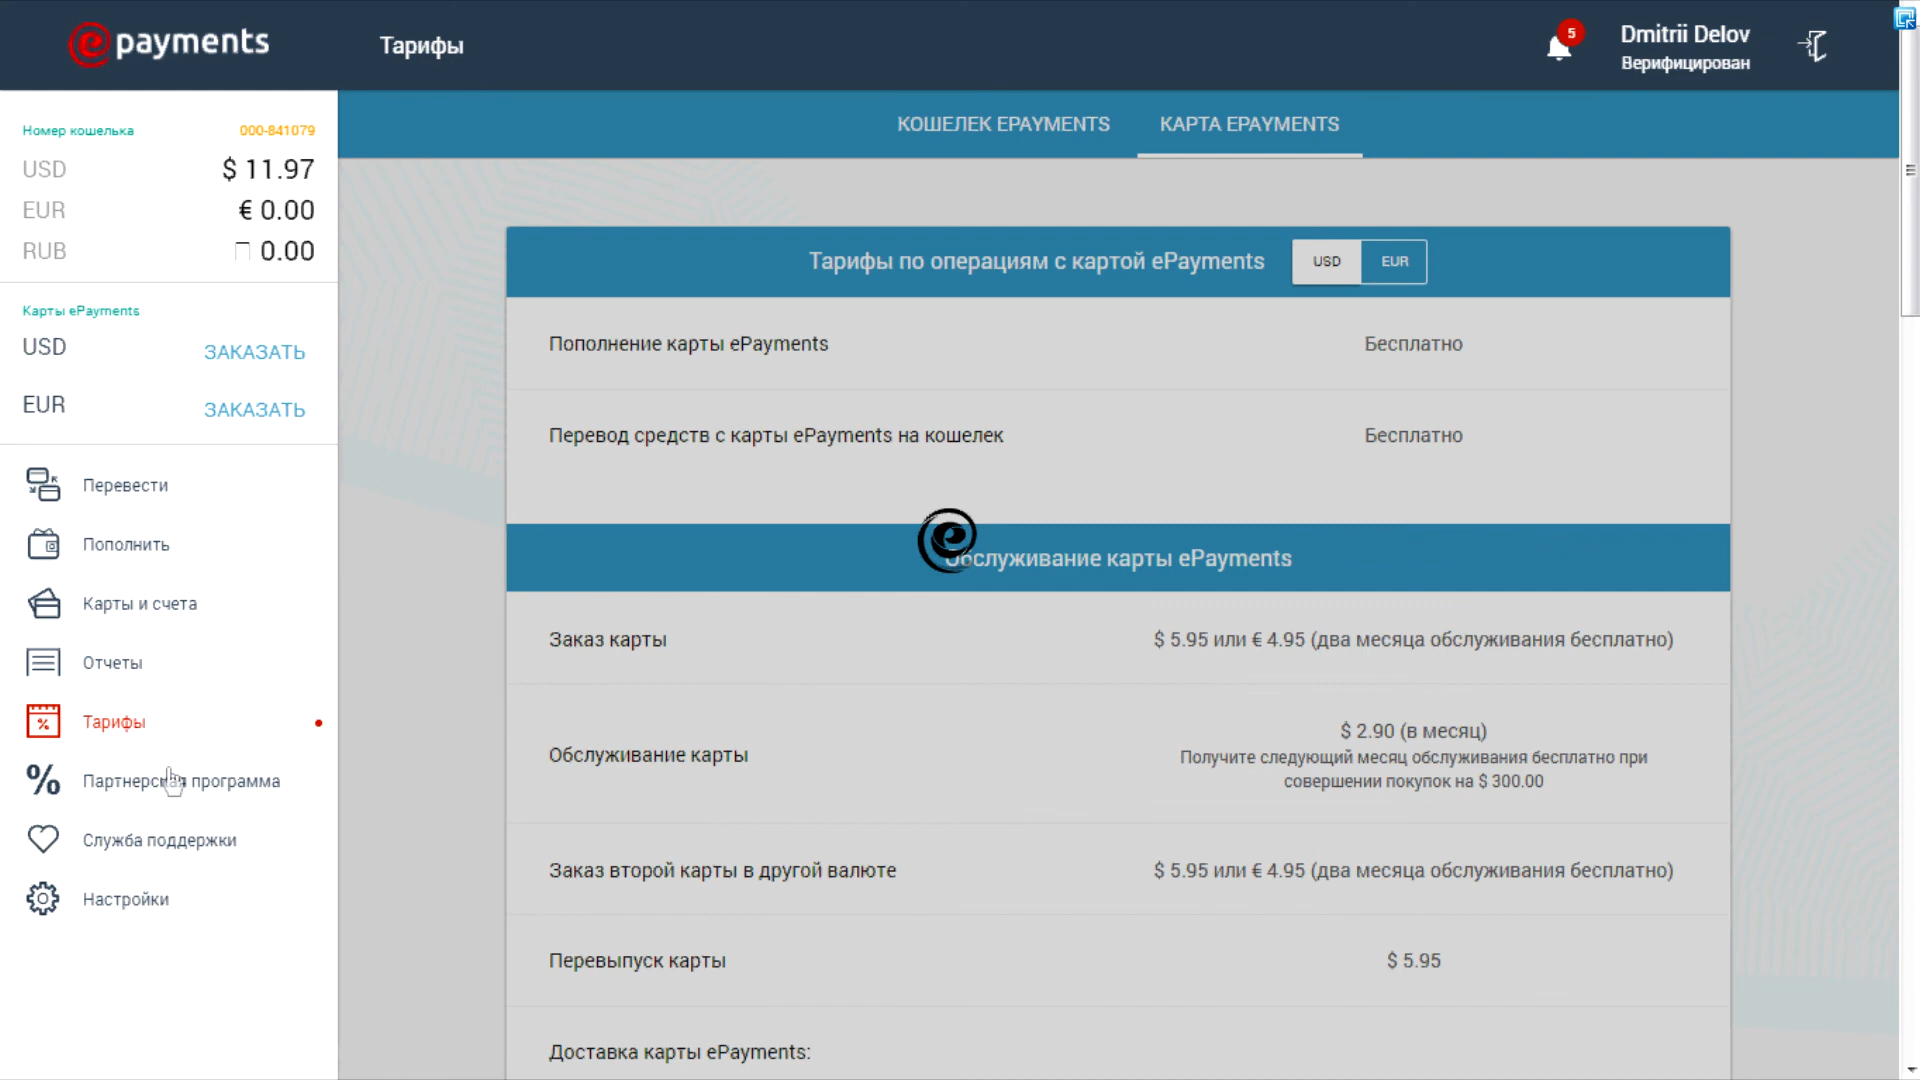 payments
Тарифы
5
Dmitrii Delov
Верифицирован
Номер кошелька 000-841079
USD $ 11.97
EUR € 0.00
RUB 0.00
Карты ePayments
USD ЗАКАЗАТЬ
EUR ЗАКАЗАТЬ
Перевести
Пополнить
Карты и счета
Отчеты
Тарифы
Партнерская программа
Служба поддержки
Настройки
КОШЕЛЕК EPAYMENTS КАРТА EPAYMENTS
Тарифы по операциям с картой ePayments USD EUR
Пополнение карты ePayments Бесплатно
Перевод средств с карты ePayments на кошелек Бесплатно
Обслуживание карты ePayments
Заказ карты $ 5.95 или € 4.95 (два месяца обслуживания бесплатно)
Обслуживание карты
$ 2.90 (в месяц)
Получите следующий месяц обслуживания бесплатно при
совершении покупок на $ 300.00
Заказ второй карты в другой валюте $ 5.95 или € 4.95 (два месяца обслуживания бесплатно)
Перевыпуск карты $ 5.95
Доставка карты ePayments: